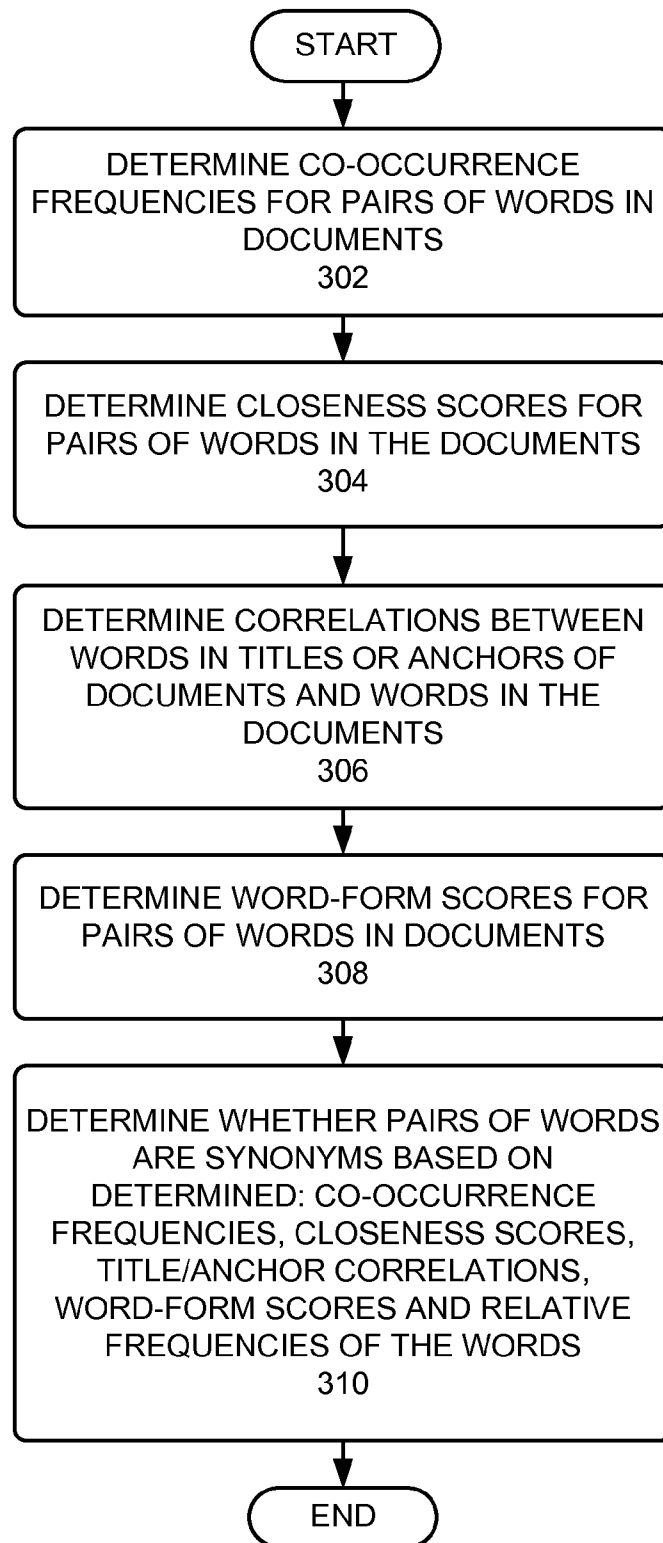 START
DETERMINE CO-OCCURRENCE
FREQUENCIES FOR PAIRS OF WORDS IN
DOCUMENTS
302
DETERMINE CLOSENESS SCORES FOR
PAIRS OF WORDS IN THE DOCUMENTS
304
DETERMINE CORRELATIONS BETWEEN
WORDS IN TITLES OR ANCHORS OF
DOCUMENTS AND WORDS IN THE
DOCUMENTS
306
DETERMINE WORD-FORM SCORES FOR
PAIRS OF WORDS IN DOCUMENTS
308
DETERMINE WHETHER PAIRS OF WORDS
ARE SYNONYMS BASED ON
DETERMINED: CO-OCCURRENCE
FREQUENCIES, CLOSENESS SCORES,
TITLE/ANCHOR CORRELATIONS,
WORD-FORM SCORES AND RELATIVE
FREQUENCIES OF THE WORDS
310
END